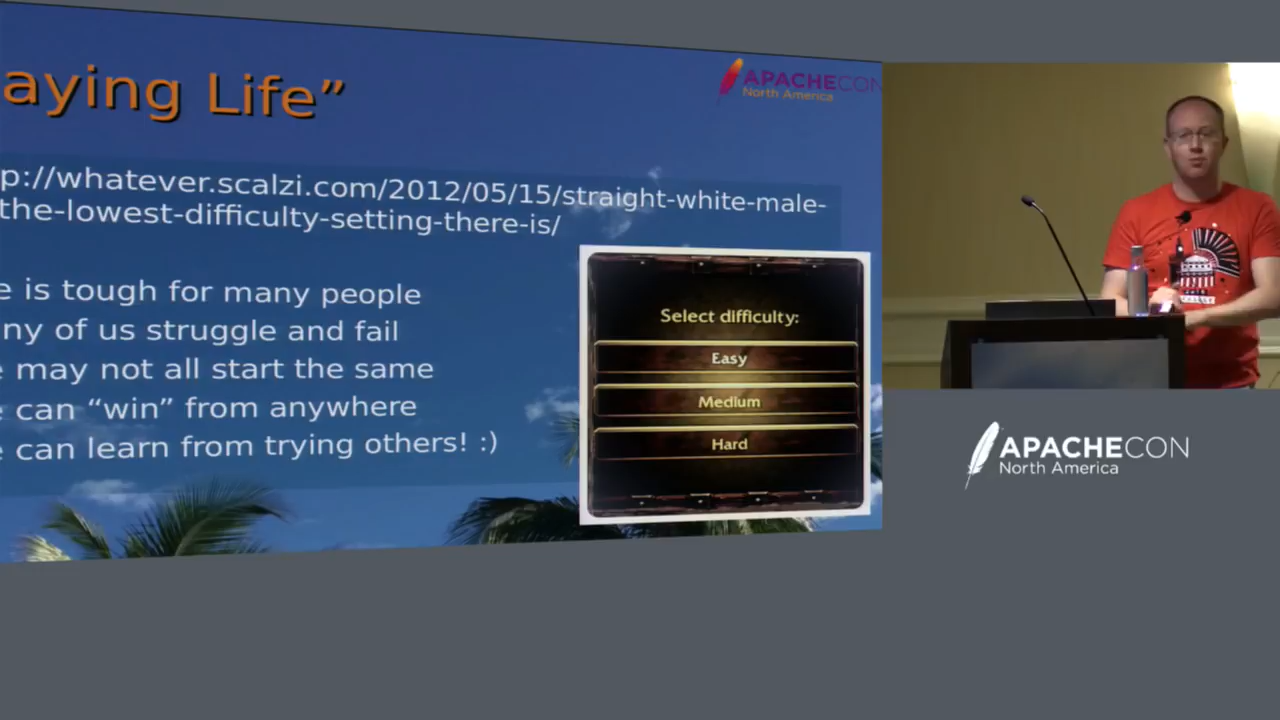 aying Life”
APACHECON
North America
p://whatever.scalzi.com/2012/05/15/straight-white-male-
the-lowest-difficulty-setting-there-is/
e is tough for many people
ny of us struggle and fail
e may not all start the same
e can “win” from anywhere
e can learn from trying others! :)
Select difficulty:
Easy
Medium
Hard
APACHECON
North America